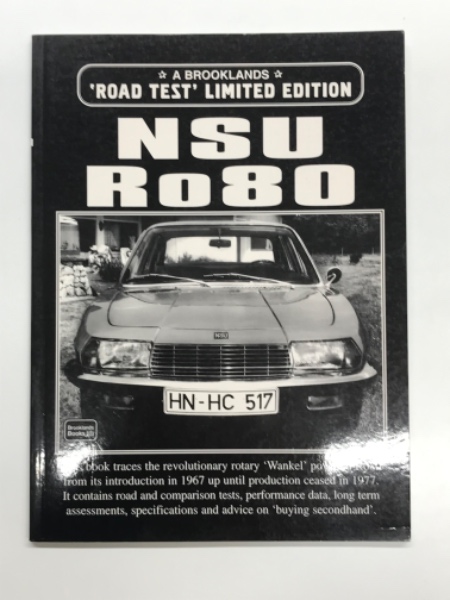 ☆ A BROOKLANDS ☆
'ROAD TEST' LIMITED EDITION
NSU
Ro80
NSU
HN-HC 517
Brooklands
Books
book traces the revolutionary rotary 'Wankel'
from its introduction in 1967 up until production ceased in 1977.
It contains road and comparison tests, performance data, long term
assessments, specifications and advice on 'buying secondhand'.